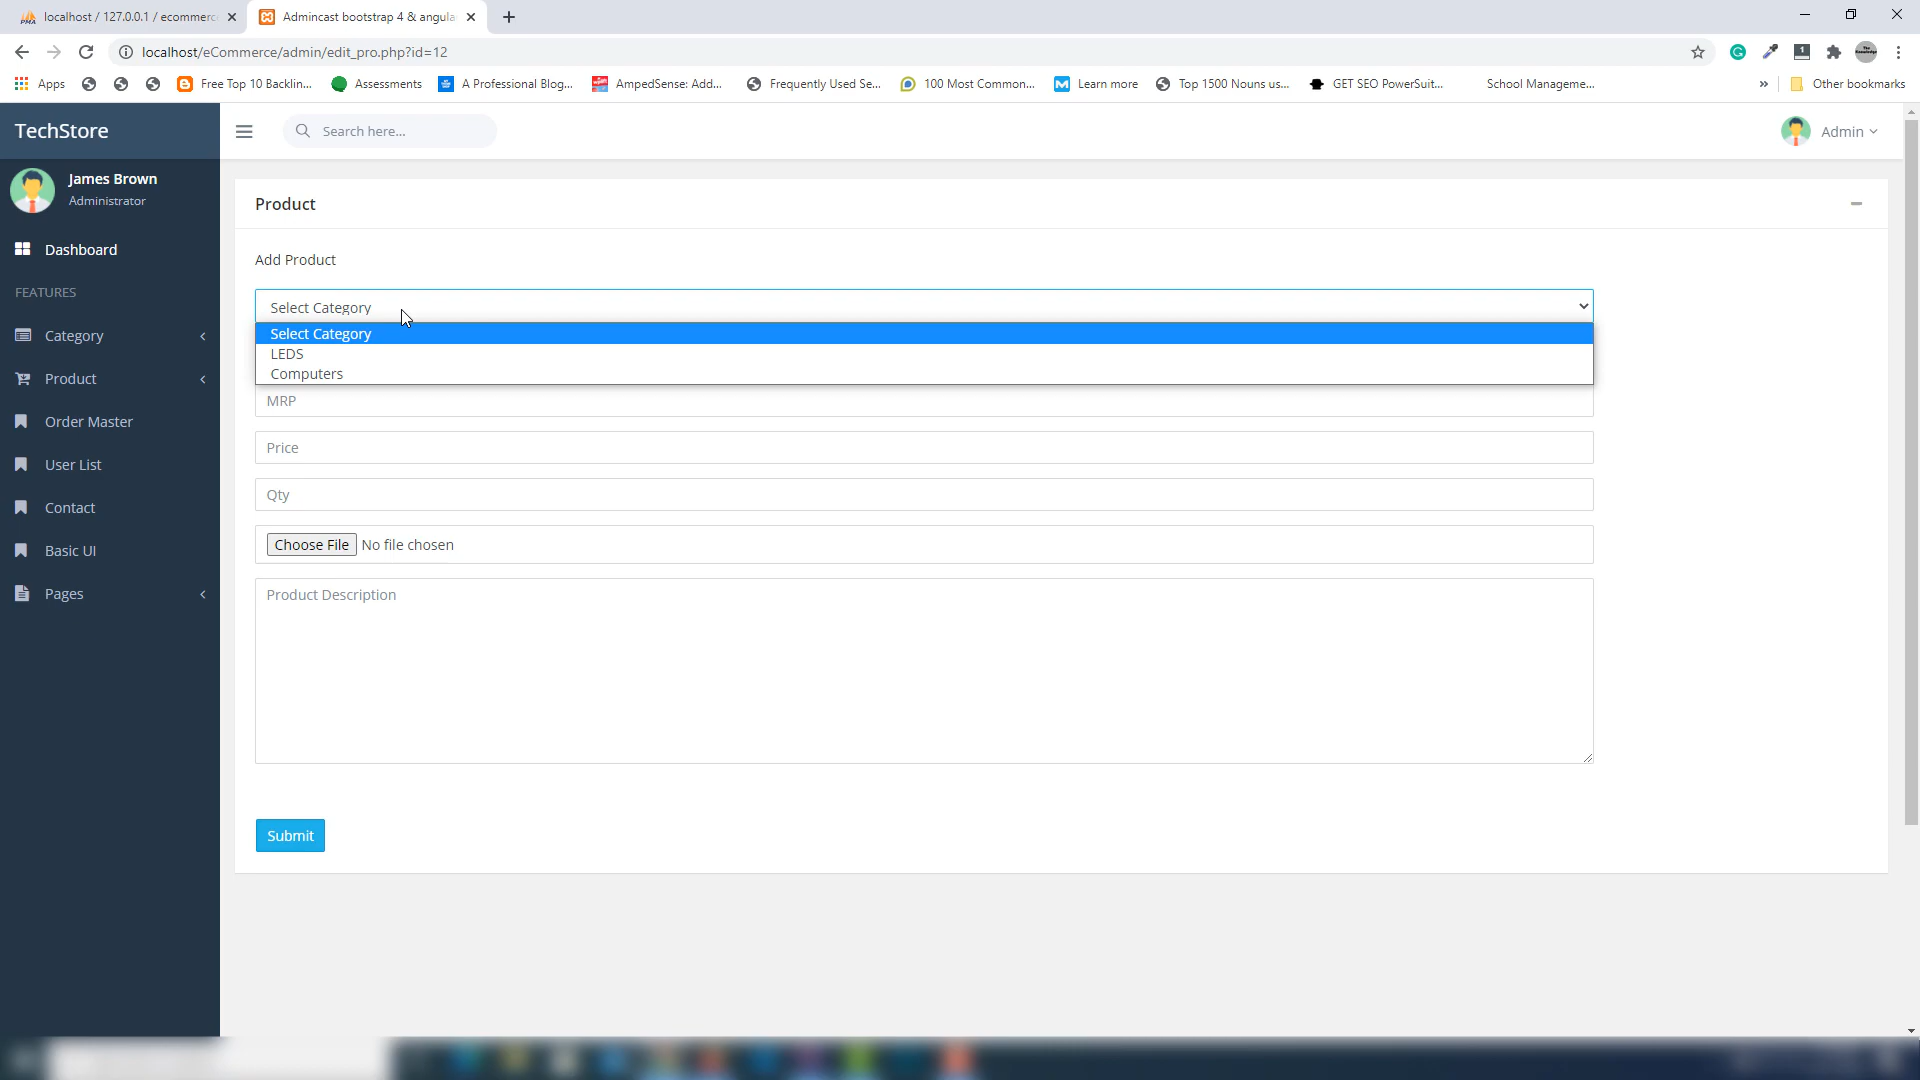 localhost / 127.0.0.1 / ecommerc
Admincast bootstrap 4 & angula
localhost/eCommerce/admin/edit_pro.php?id=12
Apps
Free Top 10 Backlin...
Assessments
A Professional Blog...
AmpedSense: Add...
Frequently Used Se...
100 Most Common...
Learn more
Top 1500 Nouns us...
GET SEO PowerSuit...
School Manageme...
»
Other bookmarks
TechStore
Search here...
Admin
James Brown
Administrator
Dashboard
FEATURES
Category
Product
Order Master
User List
Contact
Basic UI
Pages
Product
Add Product
Select Category
Select Category
LEDS
Computers
MRP
Price
Qty
Choose File No file chosen
Product Description
Submit